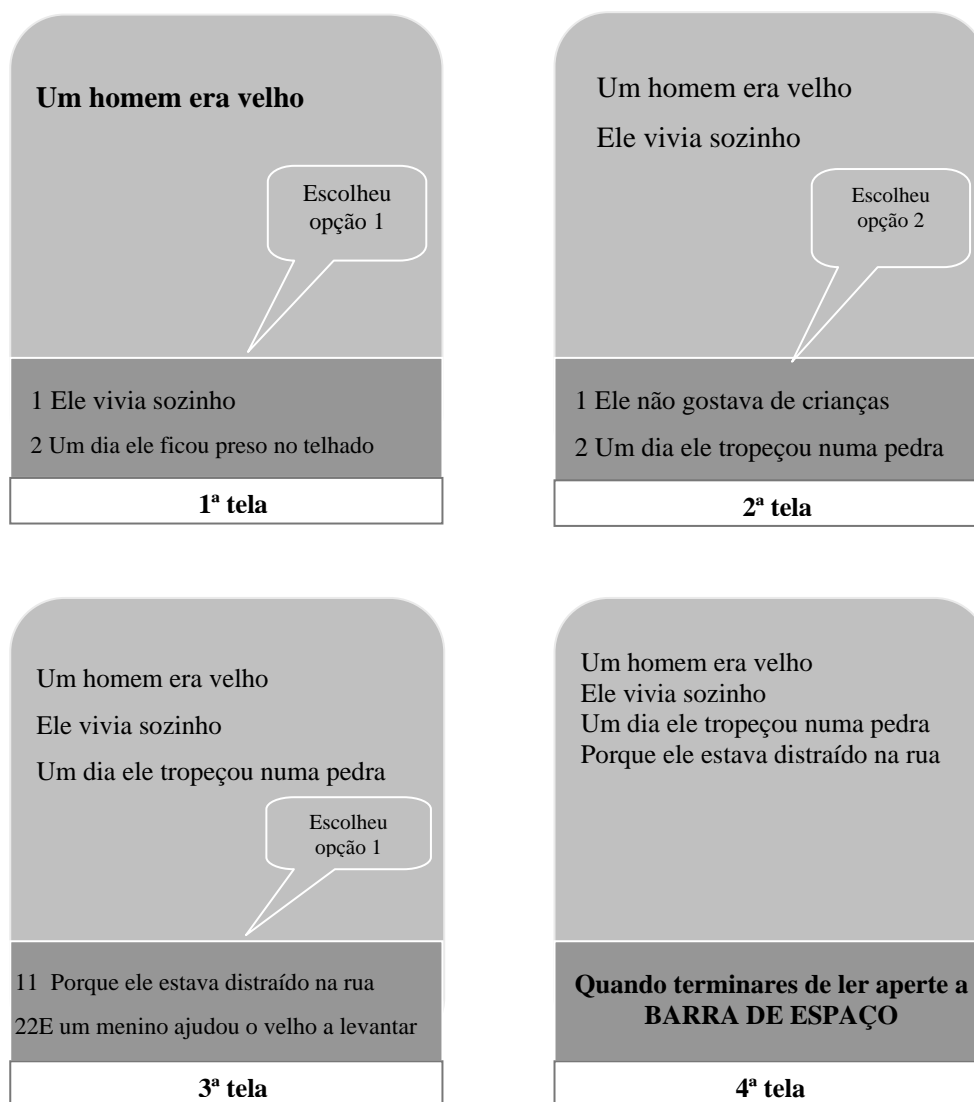 Um homem era velho
Escolheu
opção 1
1 Ele vivia sozinho
2 Um dia ele ficou preso no telhado
1ª tela
Um homem era velho
Ele vivia sozinho
Escolheu
opção 2
1 Ele não gostava de crianças
2 Um dia ele tropeçou numa pedra
2ª tela
Um homem era velho
Ele vivia sozinho
Um dia ele tropeçou numa pedra
Escolheu
opção 1
11 Porque ele estava distraído na rua
22E um menino ajudou o velho a levantar
3ª tela
Um homem era velho
Ele vivia sozinho
Um dia ele tropeçou numa pedra
Porque ele estava distraído na rua
Quando terminares de ler aperte a
BARRA DE ESPAÇO
4ª tela